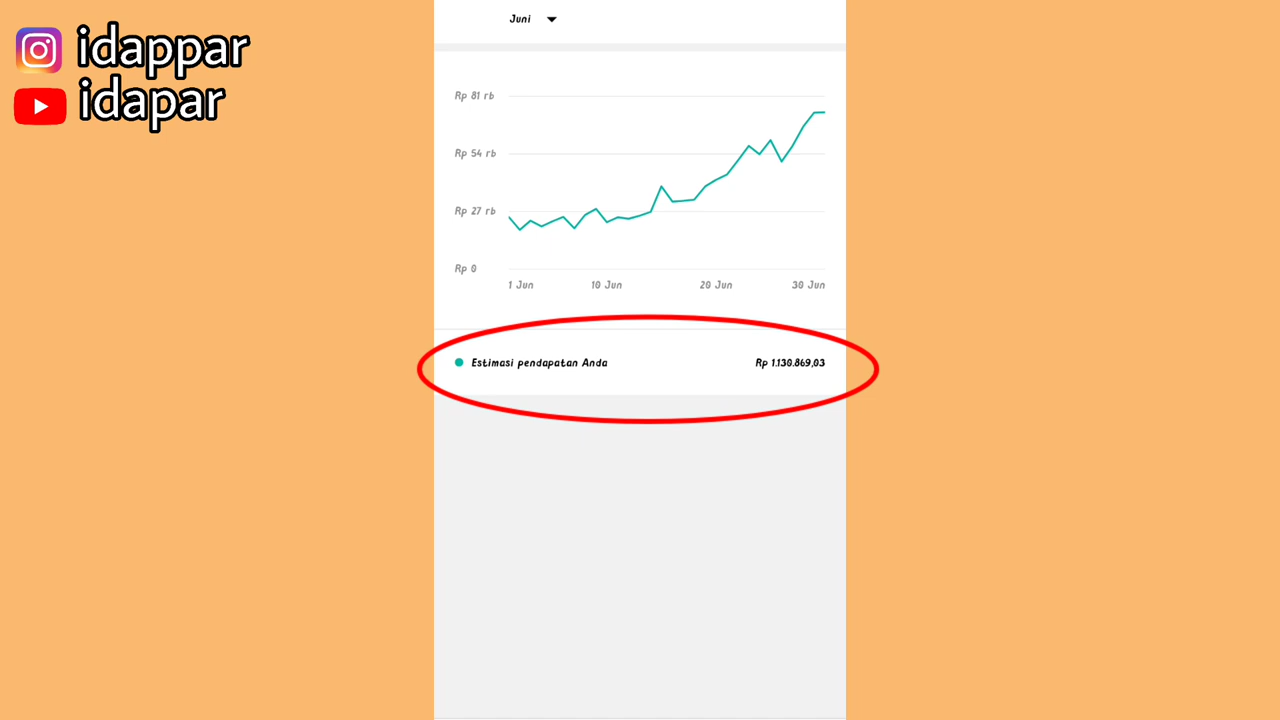 idappar
idapar
Juni
Rp 81 rb
Rp 54 rb
Rp 27 rb
Rp 0
1 Jun 10 Jun 20 Jun 30 Jun
Estimasi pendapatan Anda Rp 1.130.869,03